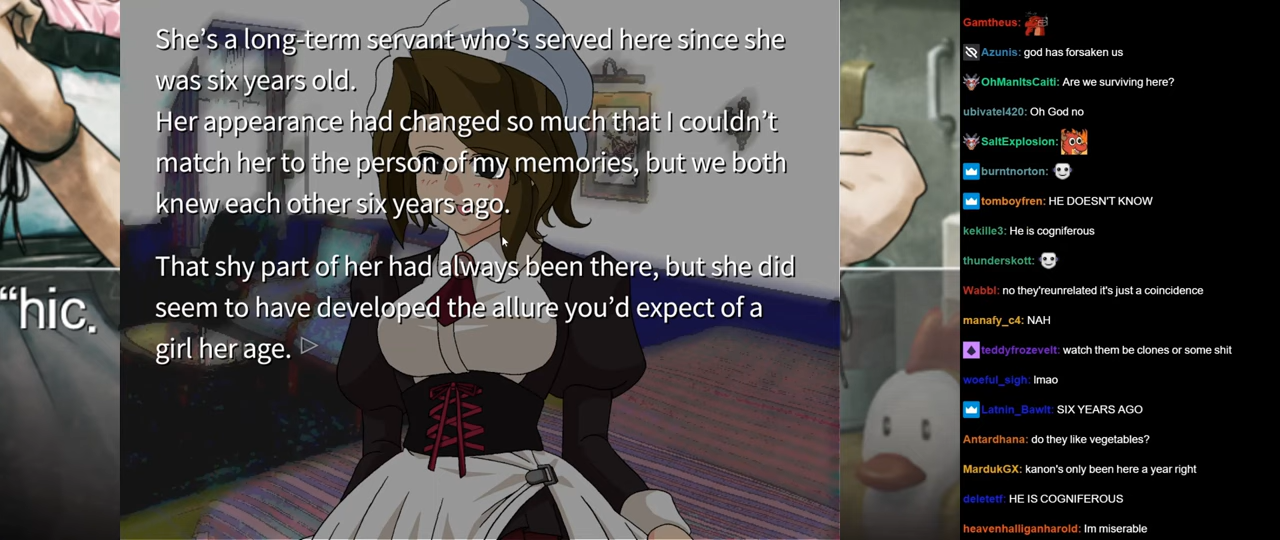 She’s a long-term servant who’s served here since she
was six years old.
Her appearance had changed so much that I couldn’t
match her to the person of my memories, but we both
knew each other six years ago.
That shy part of her had always been there, but she did
seem to have developed the allure you’d expect of a
girl her age.
“hic.
Gamtheus:
Azunis: god has forsaken us
OhManItsCaiti: Are we surviving here?
ubivatel420: Oh God no
SaltExplosion:
burntnorton:
tomboyfren: HE DOESN'T KNOW
kekille3: He is cogniferous
thunderskott:
Wabbl: no they'reunrelated it's just a coincidence
manafy_c4: NAH
teddyfrozevelt: watch them be clones or some shit
woeful_sigh: lmao
Latnin_Bawlt: SIX YEARS AGO
Antardhana: do they like vegetables?
MardukGX: kanon's only been here a year right
deletetf: HE IS COGNIFEROUS
heavenhalliganharold: Im miserable